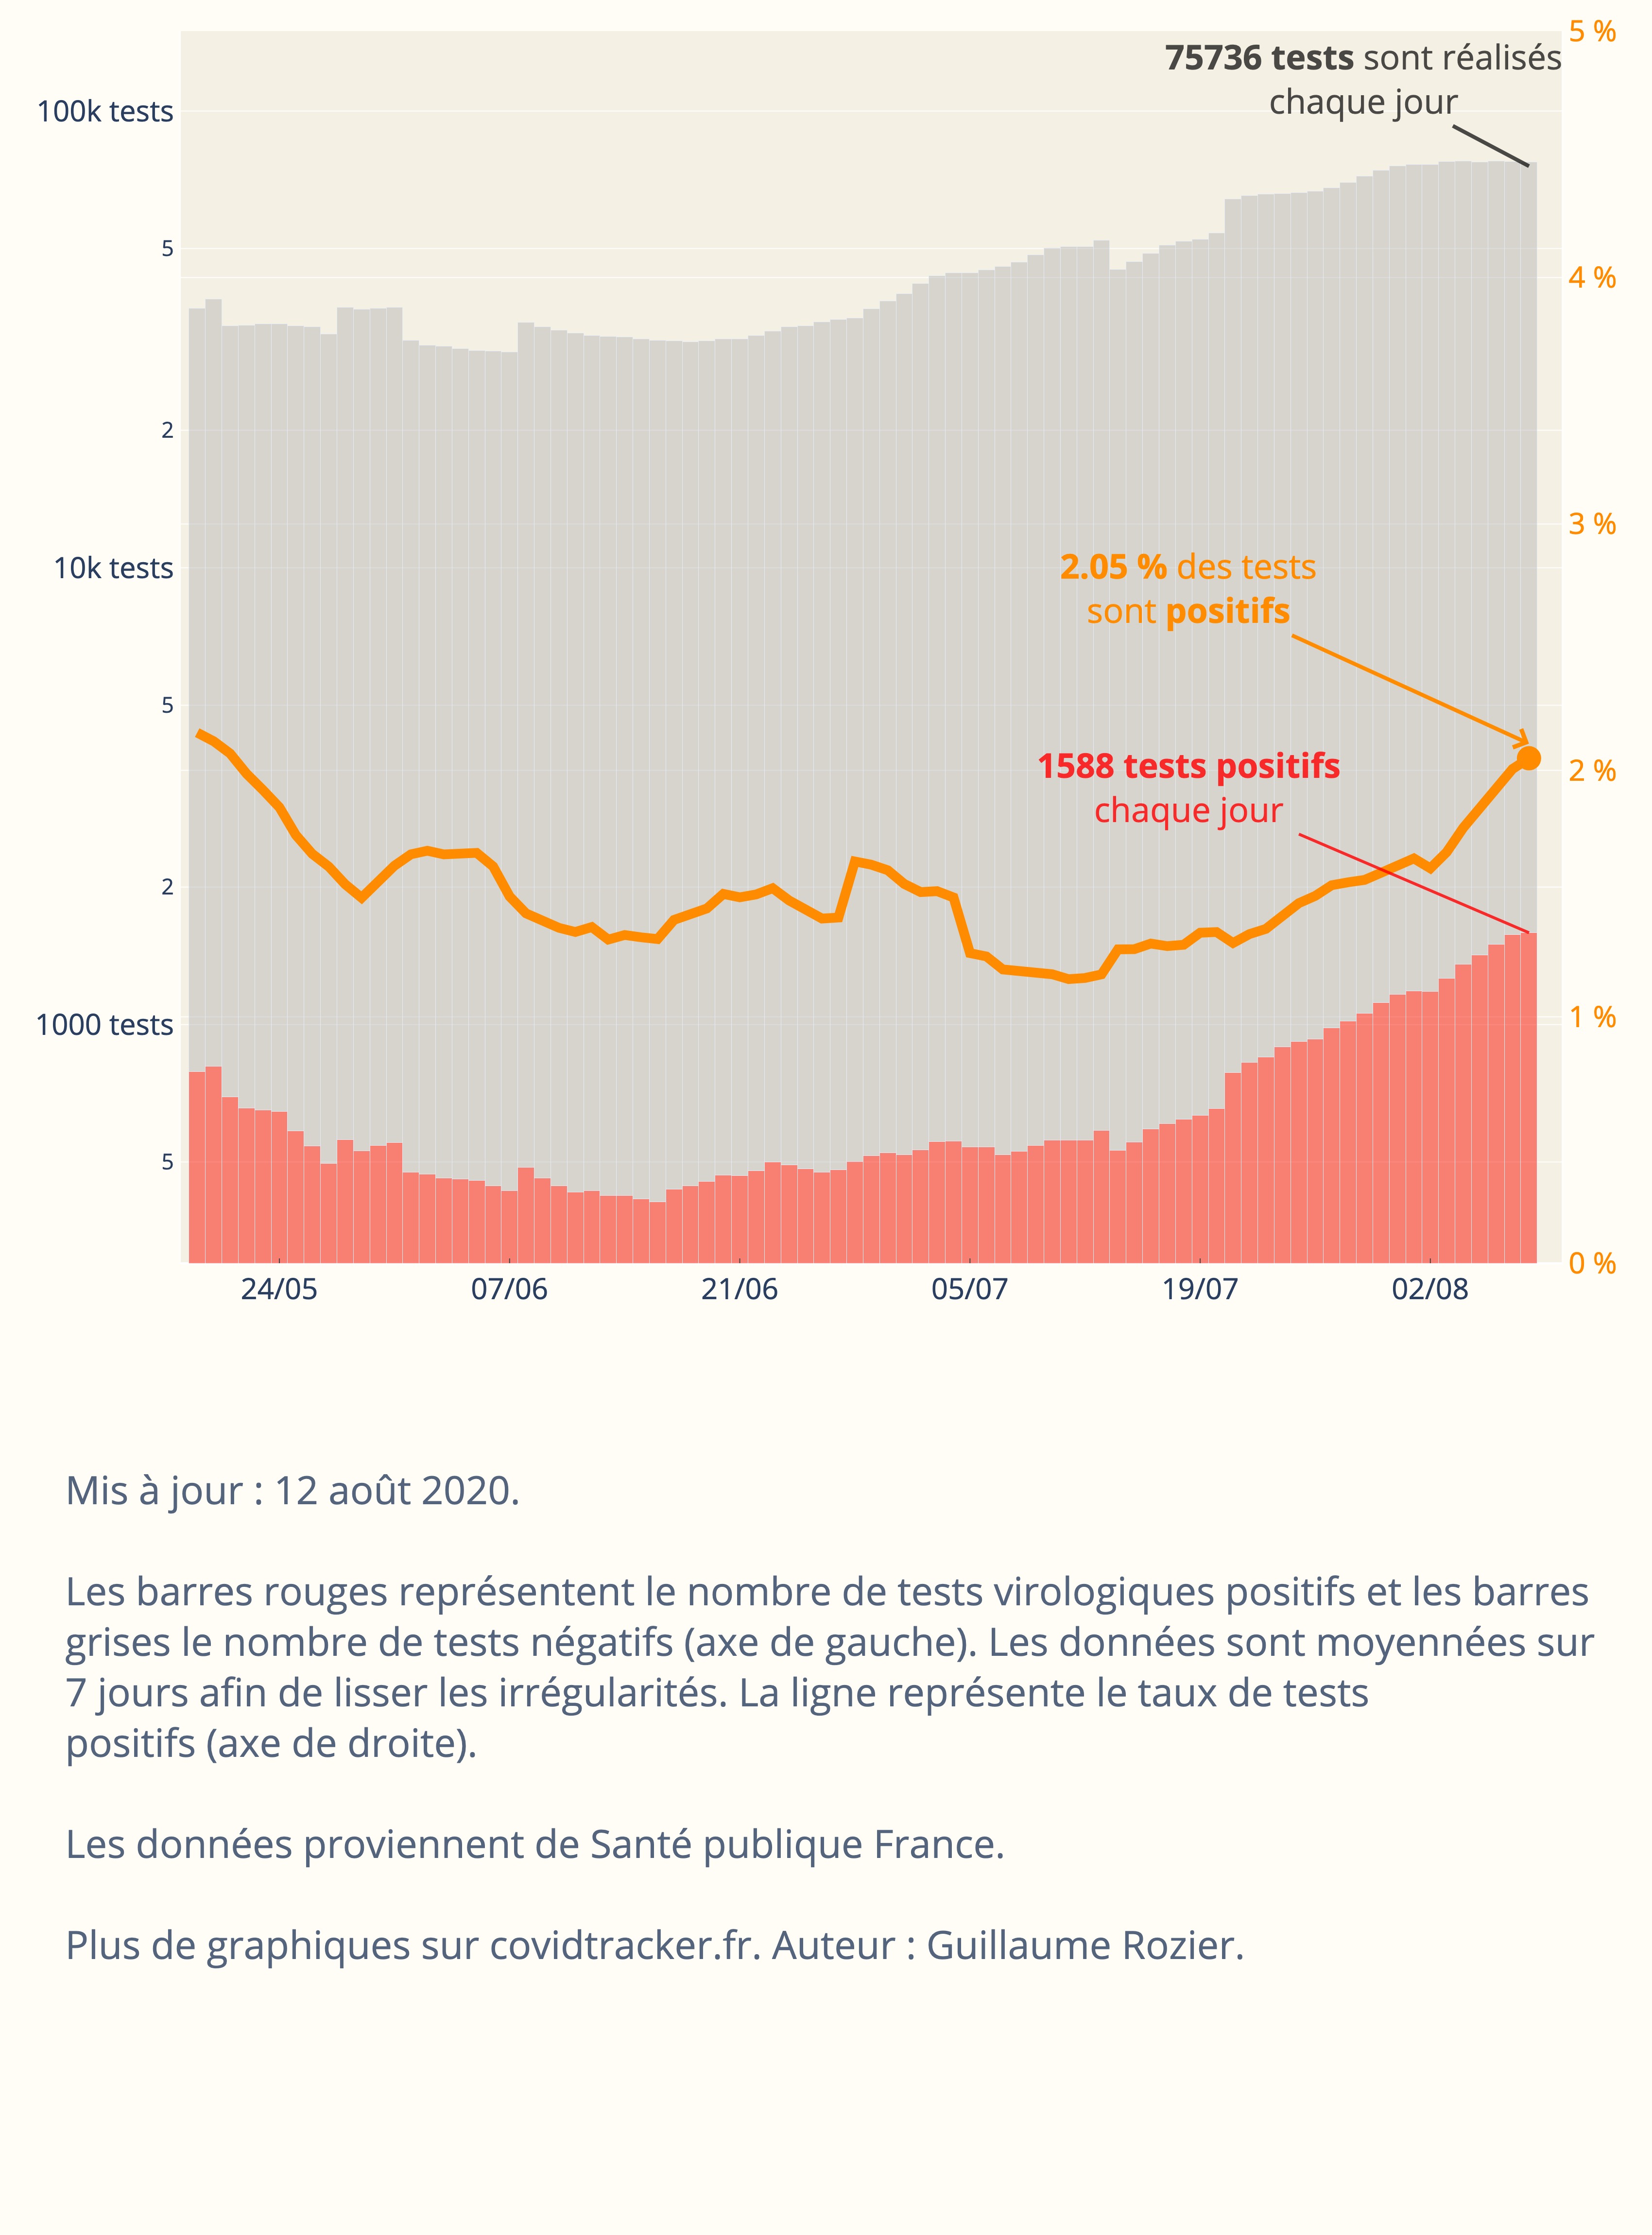 75736 tests sont réalisés
chaque jour
5 %
100k tests
5
4 %
2
3 %
10k tests
2.05 % des tests
sont positifs
5
1588 tests positifs
chaque jour
2 %
2
1000 tests
1 %
5
0 %
24/05
07/06
21/06
05/07
19/07
02/08
Mis à jour : 12 août 2020.
Les barres rouges représentent le nombre de tests virologiques positifs et les barres
grises le nombre de tests négatifs (axe de gauche). Les données sont moyennées sur
7 jours afin de lisser les irrégularités. La ligne représente le taux de tests
positifs (axe de droite).
Les données proviennent de Santé publique France.
Plus de graphiques sur covidtracker.fr. Auteur : Guillaume Rozier.